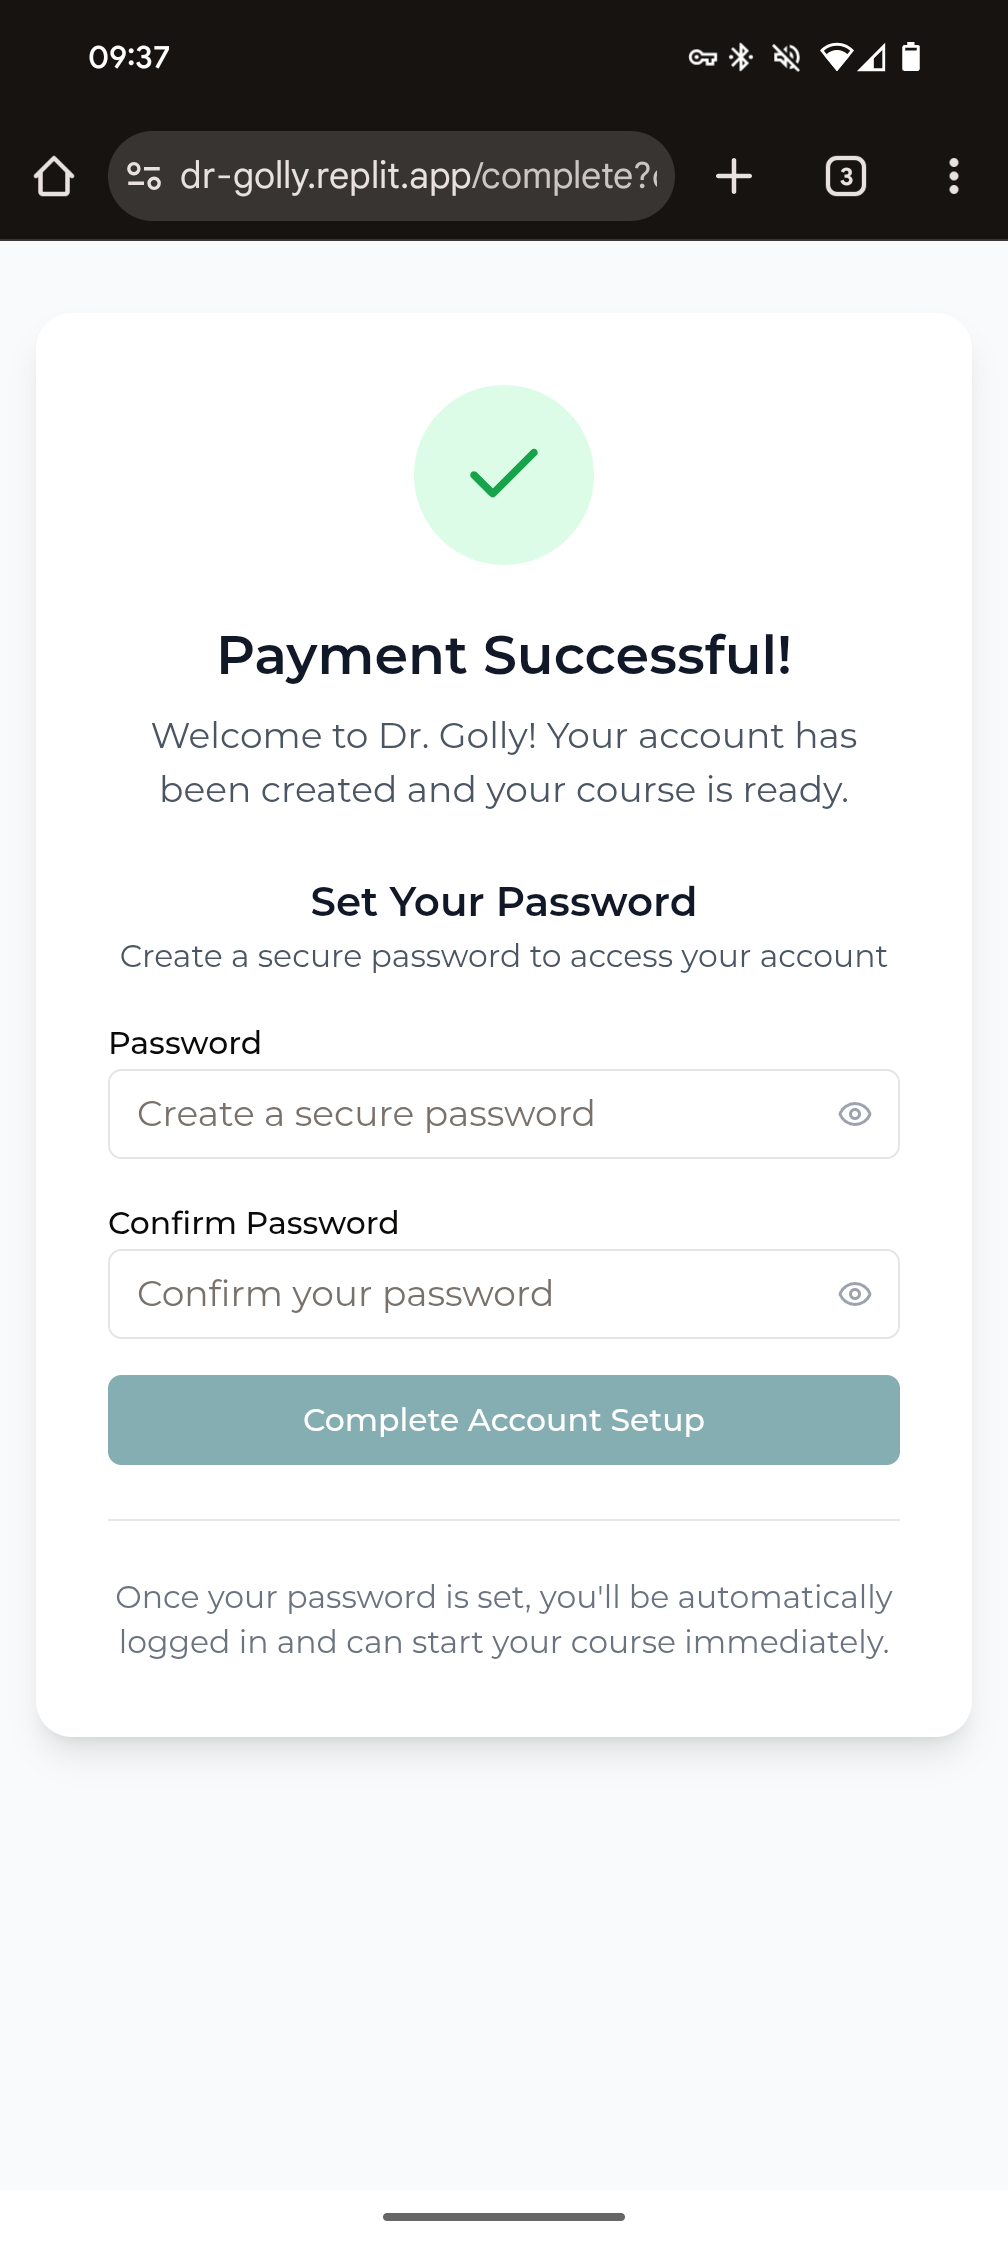 09:37
dr-golly.replit.app/complete?
3
Payment Successful!
Welcome to Dr. Golly! Your account has
been created and your course is ready.
Set Your Password
Create a secure password to access your account
Password
Create a secure password
Confirm Password
Confirm your password
Complete Account Setup
Once your password is set, you'll be automatically
logged in and can start your course immediately.